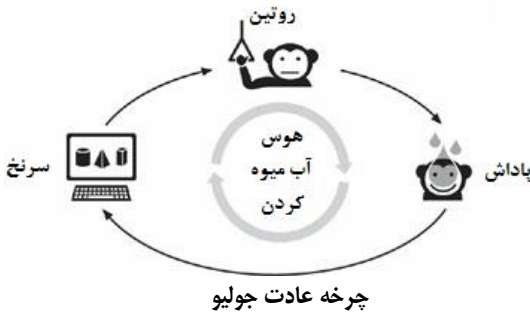 روتین
هوس
آب میوه
کردن
سرنخ
پاداش
چرخه عادت جولیو